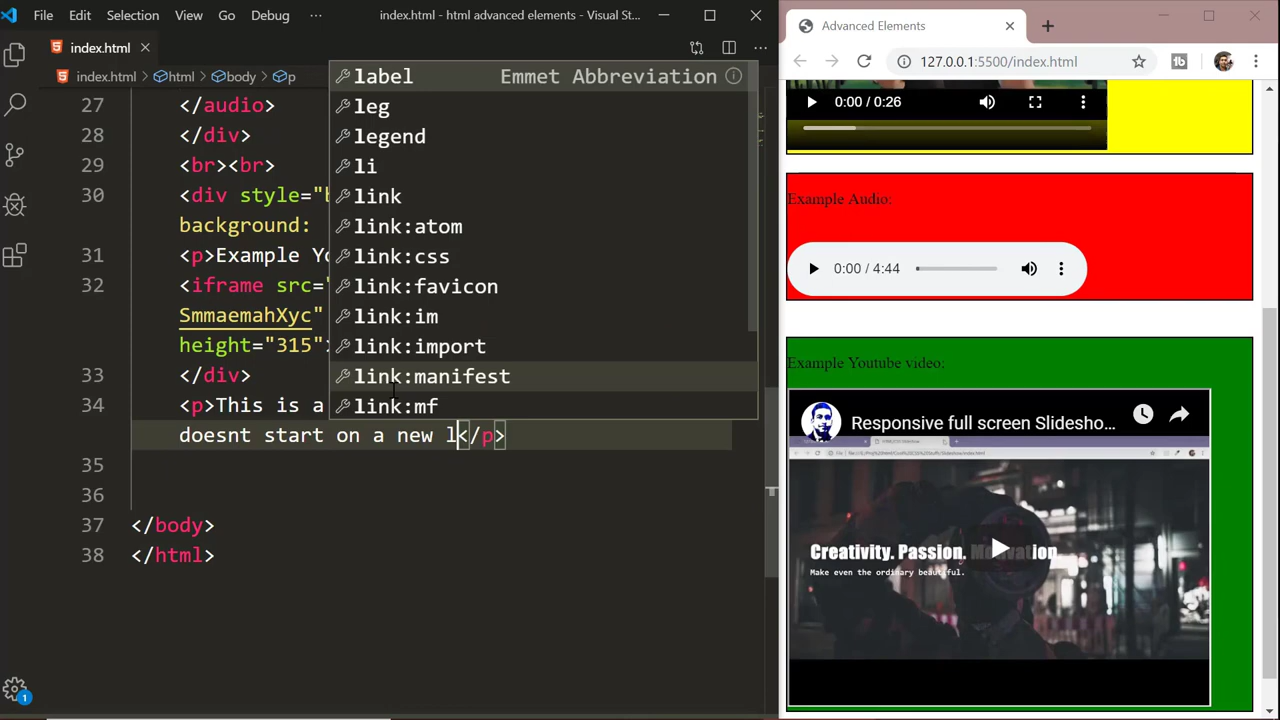 File Edit Selection View Go Debug ··· index.html - html advanced elements - Visual St...
index.html
index.html html body p
27 </audio>
28 </div>
29 <br><br>
30 <div style="b
background:
31 <p>Example Yo
32 <iframe src="
SmmaemahXyc"
height="315">
33 </div>
34 <p>This is a
doesnt start on a new l</p>
35
36
37 </body>
38 </html>
label Emmet Abbreviation
leg
legend
li
link
link:atom
link:css
link:favicon
link:im
link:import
link:manifest
link:mf
1
Advanced Elements
127.0.0.1:5500/index.html
0:00 / 0:26
Example Audio:
0:00 / 4:44
Example Youtube video:
Responsive full screen Slidesho...
Creativity. Passion. Motivation.
Make even the ordinary beautiful.